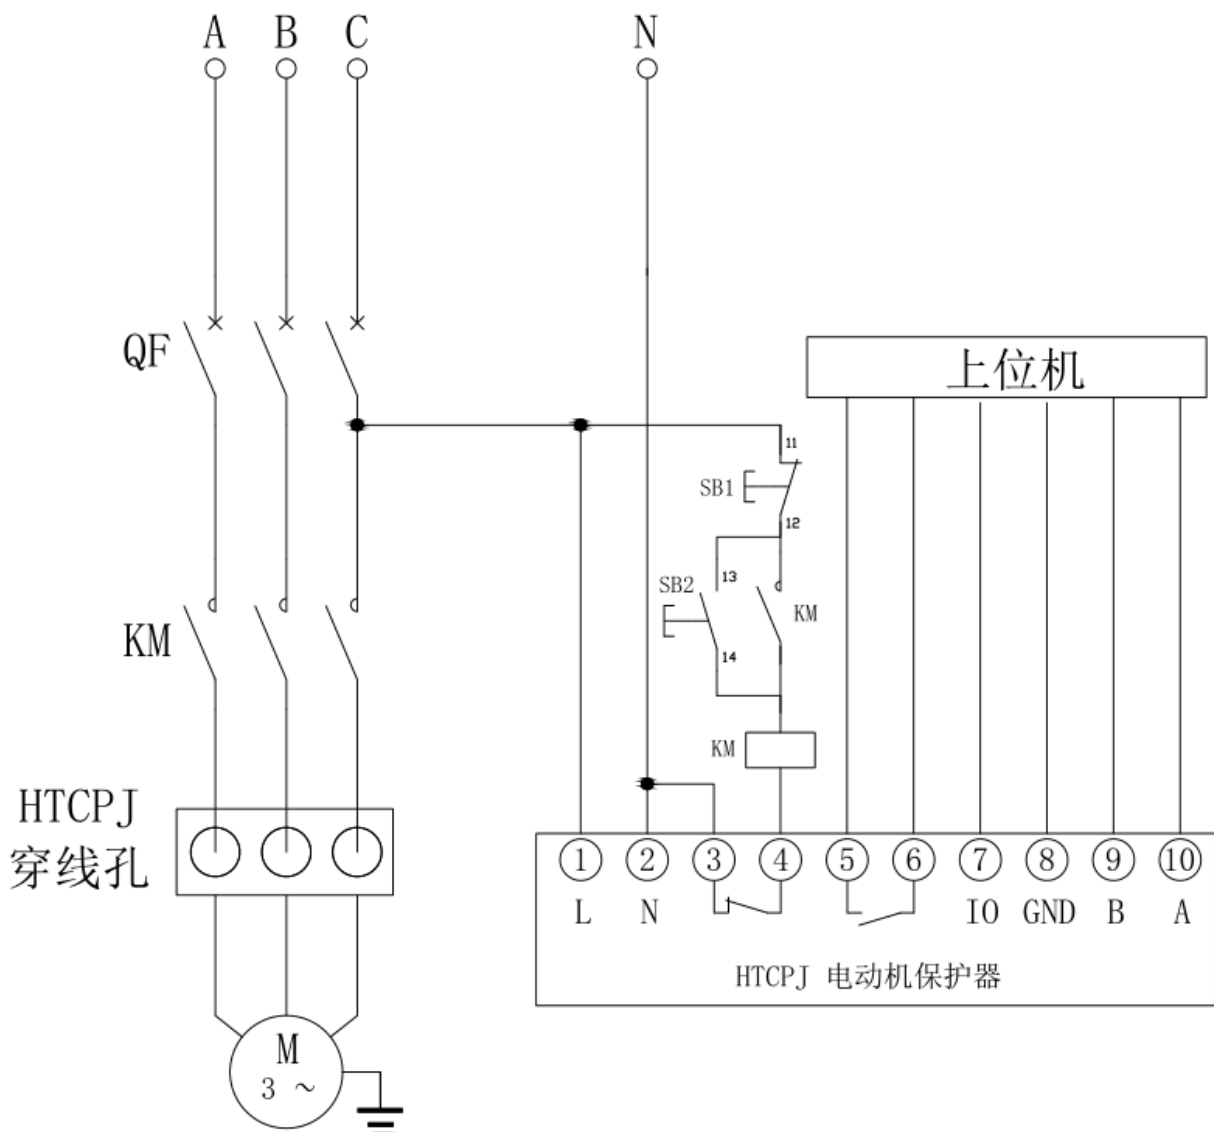 A B C N
QF
上位机
11
SB1
12
13
SB2
KM
KM
14
KM
HTCPJ
穿线孔
① ② ③ ④ ⑤ ⑥ ⑦ ⑧ ⑨ ⑩
L N IO GND B A
HTCPJ 电动机保护器
M
3 ~